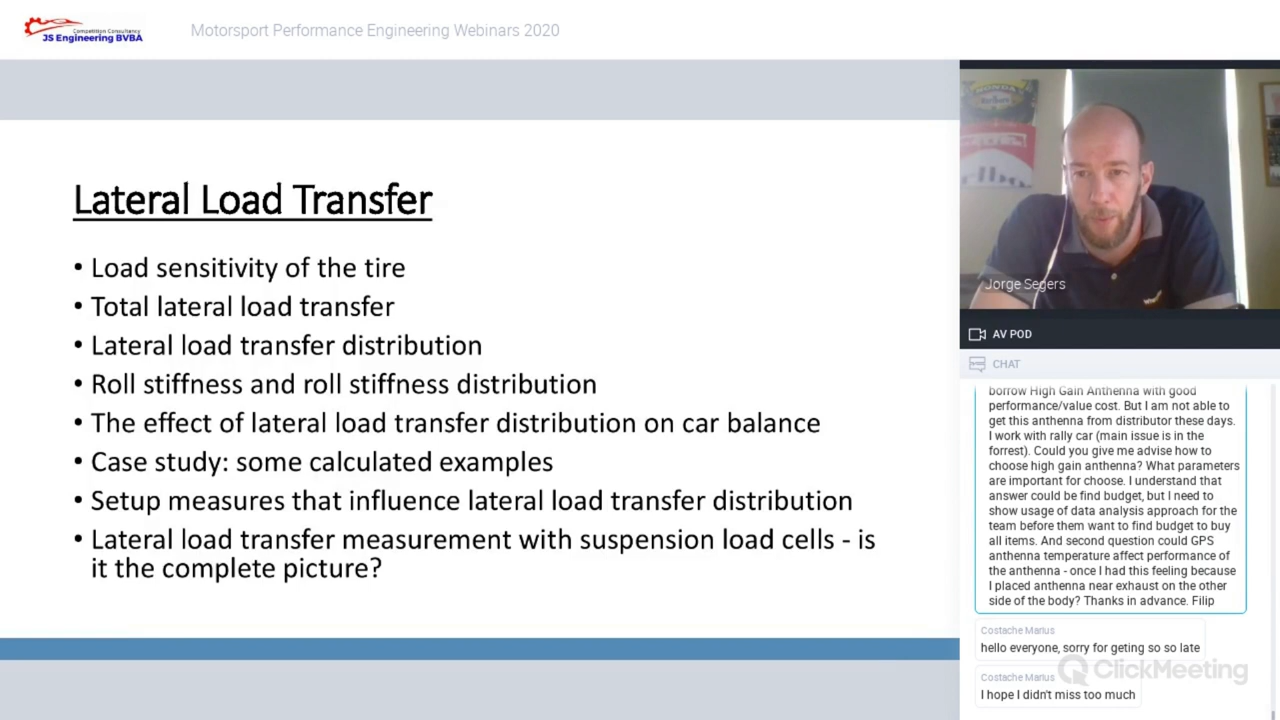 Competition Consultancy
JS Engineering BVBA
Motorsport Performance Engineering Webinars 2020
Lateral Load Transfer
• Load sensitivity of the tire
• Total lateral load transfer
• Lateral load transfer distribution
• Roll stiffness and roll stiffness distribution
• The effect of lateral load transfer distribution on car balance
• Case study: some calculated examples
• Setup measures that influence lateral load transfer distribution
• Lateral load transfer measurement with suspension load cells - is
it the complete picture?
HONDA
Marlbo
Jorge Segers
AV POD
CHAT
borrow High Gain Anthenna with good
performance/value cost. But I am not able to
get this anthenna from distributor these days.
I work with rally car (main issue is in the
forrest). Could you give me advise how to
choose high gain anthenna? What parameters
are important for choose. I understand that
answer could be find budget, but I need to
show usage of data analysis approach for the
team before them want to find budget to buy
all items. And second question could GPS
anthenna temperature affect performance of
the anthenna - once I had this feeling because
I placed anthenna near exhaust on the other
side of the body? Thanks in advance. Filip
Costache Marius
hello everyone, sorry for geting so so late
Costache Marius
I hope I didn't miss too much
ClickMeeting